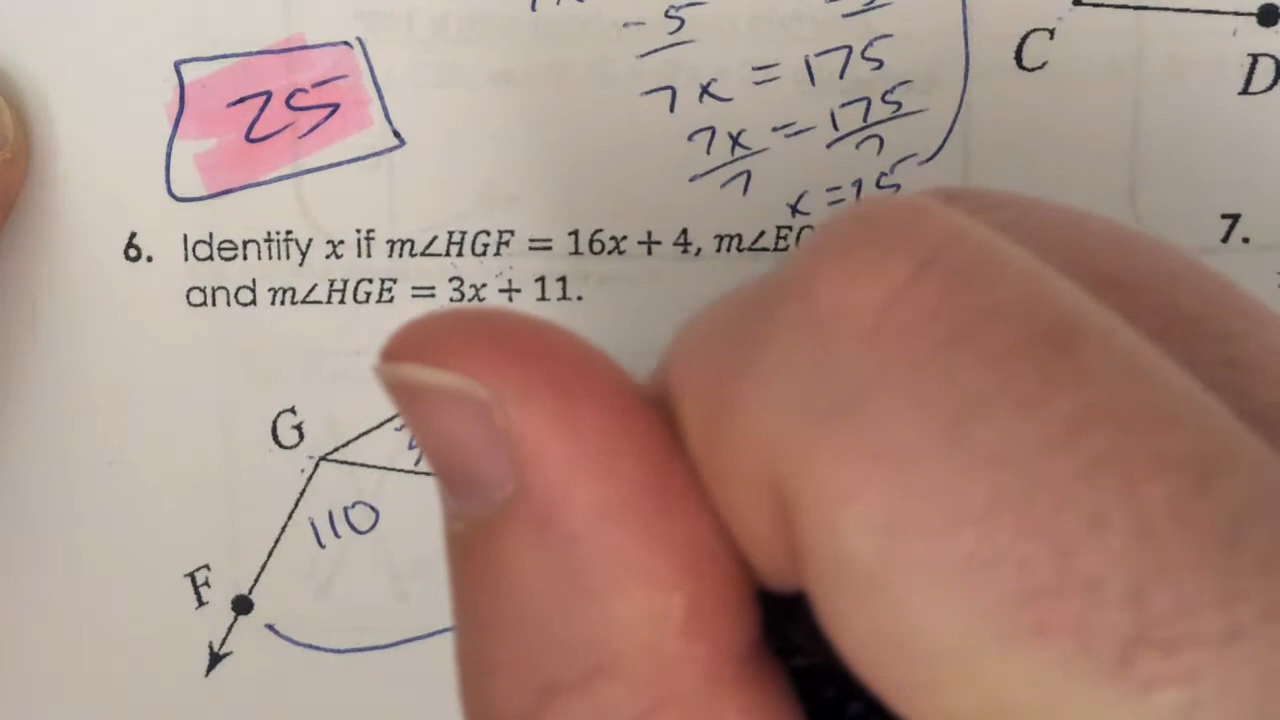 -5
7x = 175
7x/7 = 175/7
x = 25
25
C
D
6. Identify x if m∠HGF = 16x + 4, m∠E
and m∠HGE = 3x + 11.
7.
G
110
F